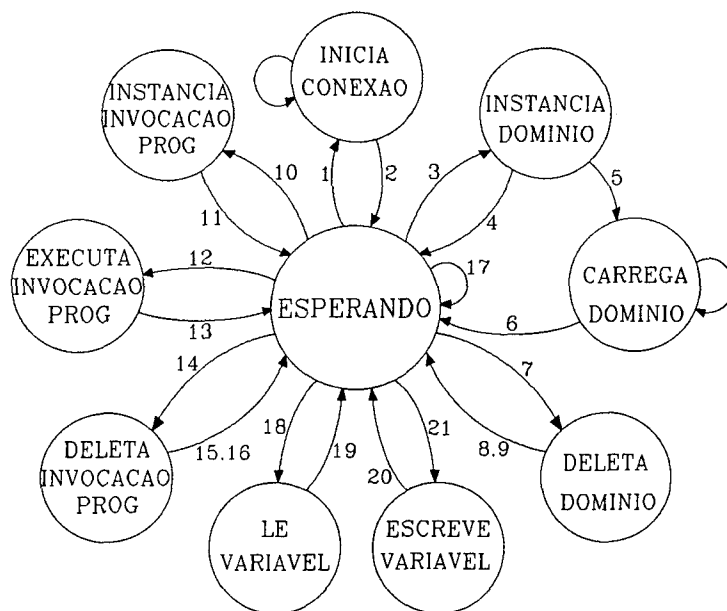 INICIA
CONEXAO
INSTANCIA
INVOCACAO
PROG
INSTANCIA
DOMINIO
10
1
2
3
4
5
11
EXECUTA
INVOCACAO
PROG
12
13
ESPERANDO
17
CARREGA
DOMINIO
6
14
7
DELETA
INVOCACAO
PROG
15.16
18
19
20
21
8.9
DELETA
DOMINIO
LE
VARIAVEL
ESCREVE
VARIAVEL